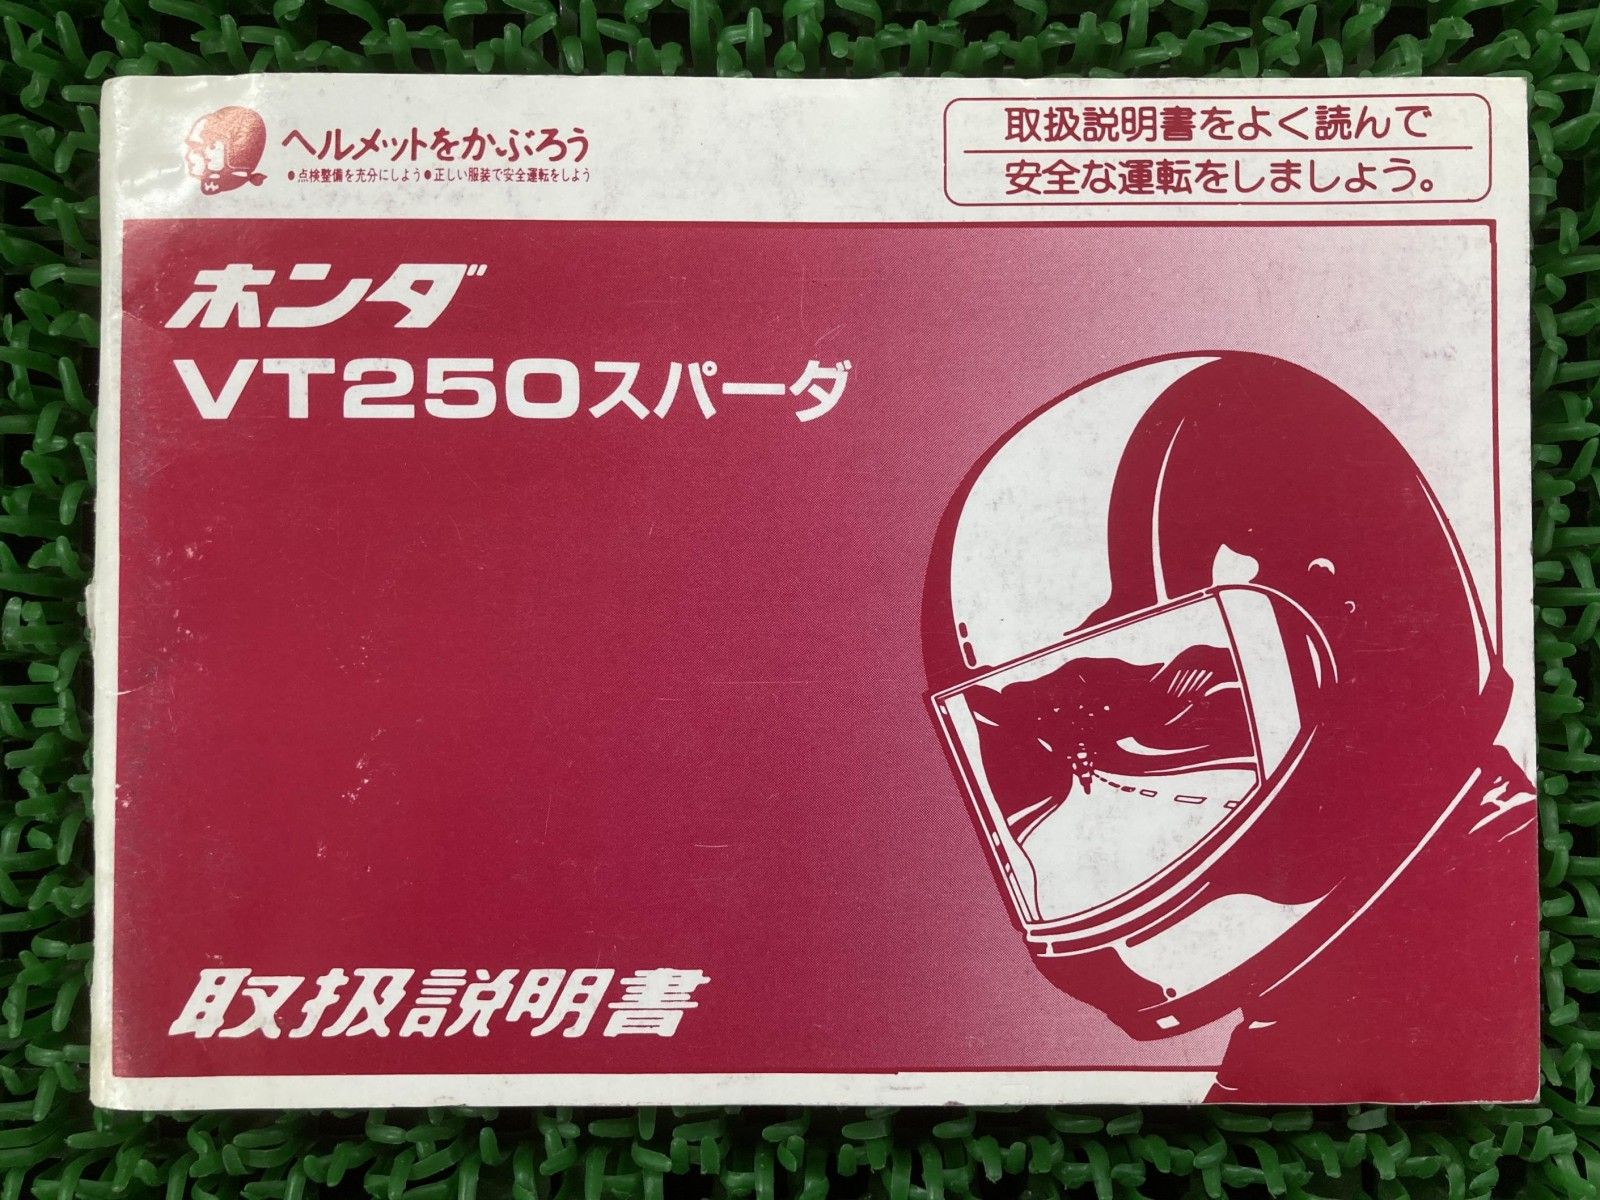 ヘルメットをかぶろう
●点検整備を充分にしよう●正しい服装で安全運転をしよう
取扱説明書をよく読んで
安全な運転をしましょう。
ホンダ
VT250スパーダ
取扱説明書